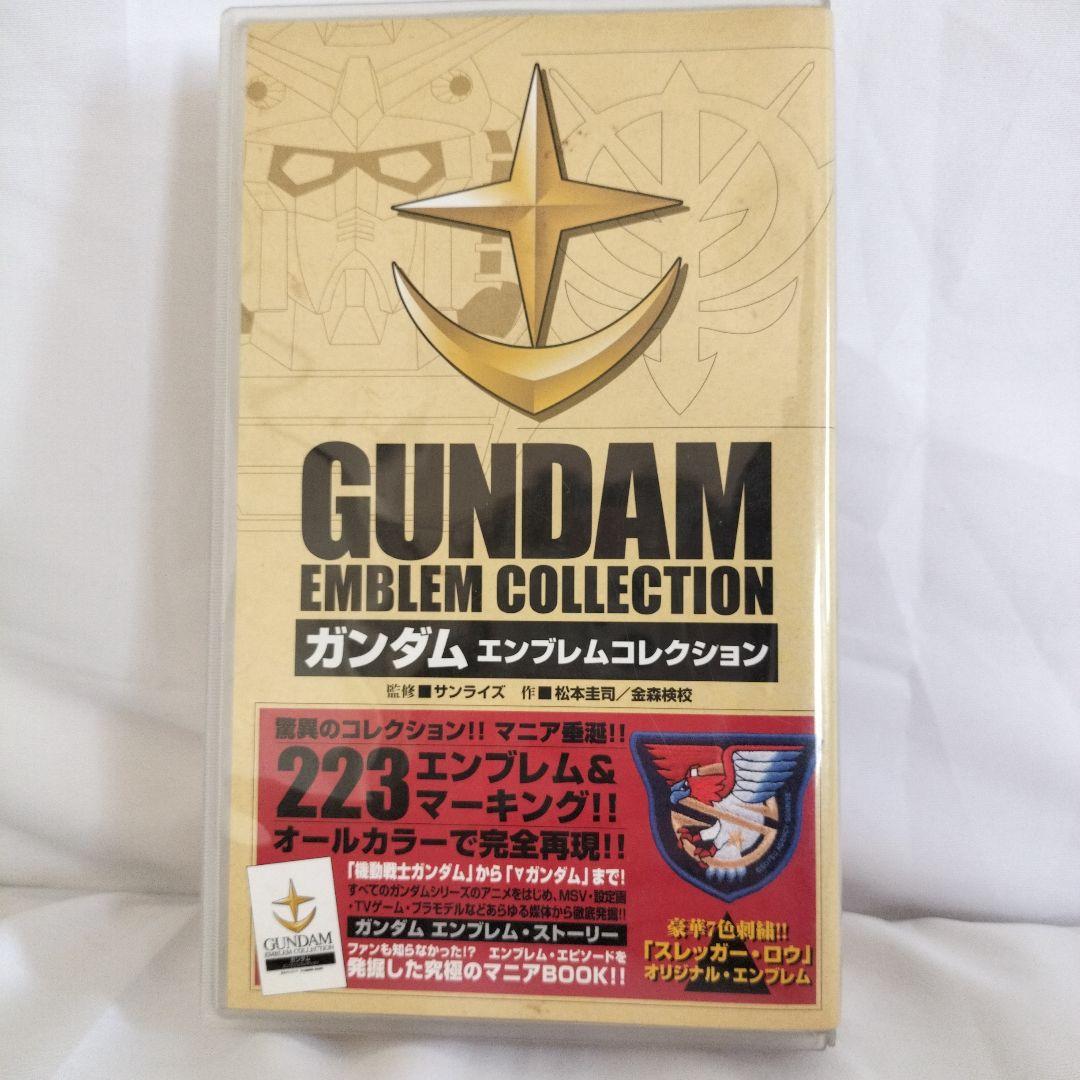 GUNDAM
EMBLEM COLLECTION
ガンダム エンブレムコレクション
監修■サンライズ 作■松本圭司／金森検校
驚異のコレクション!! マニア垂涎!!
223エンブレム&
マーキング!!
オールカラーで完全再現!!
「機動戦士ガンダム」から「∀ガンダム」まで!
すべてのガンダムシリーズのアニメをはじめ、MSV・設定画
・TVゲーム・プラモデルなどあらゆる媒体から徹底発掘!!
ガンダム エンブレム・ストーリー
ファンも知らなかった!? エンブレム・エピソードを
発掘した究極のマニアBOOK!!
GUNDAM
EMBLEM COLLECTION
ガンダム
豪華7色刺繍!!
「スレッガー・ロウ」
オリジナル・エンブレム